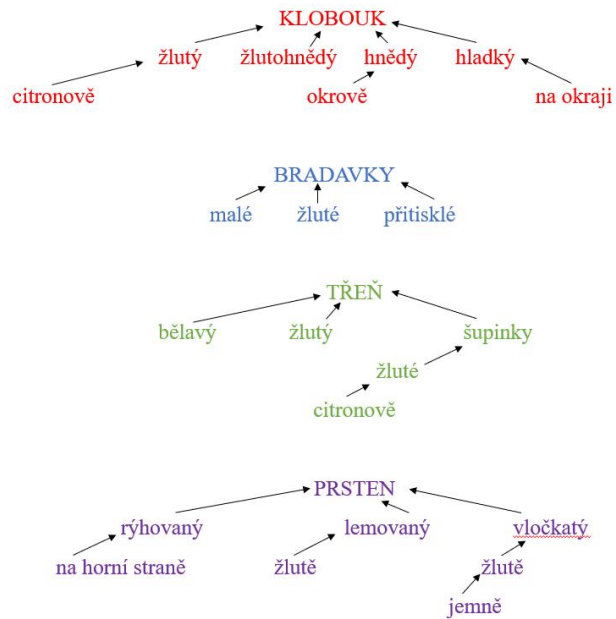 KLOBOUK
žlutý žlutohnědý hnědý hladký
citronově okrově na okraji
BRADAVKY
malé žluté přitisklé
TŘEŇ
bělavý žlutý šupinky
žluté
citronově
PRSTEN
rýhovaný lemovaný vločkatý
na horní straně žlutě žlutě
jemně